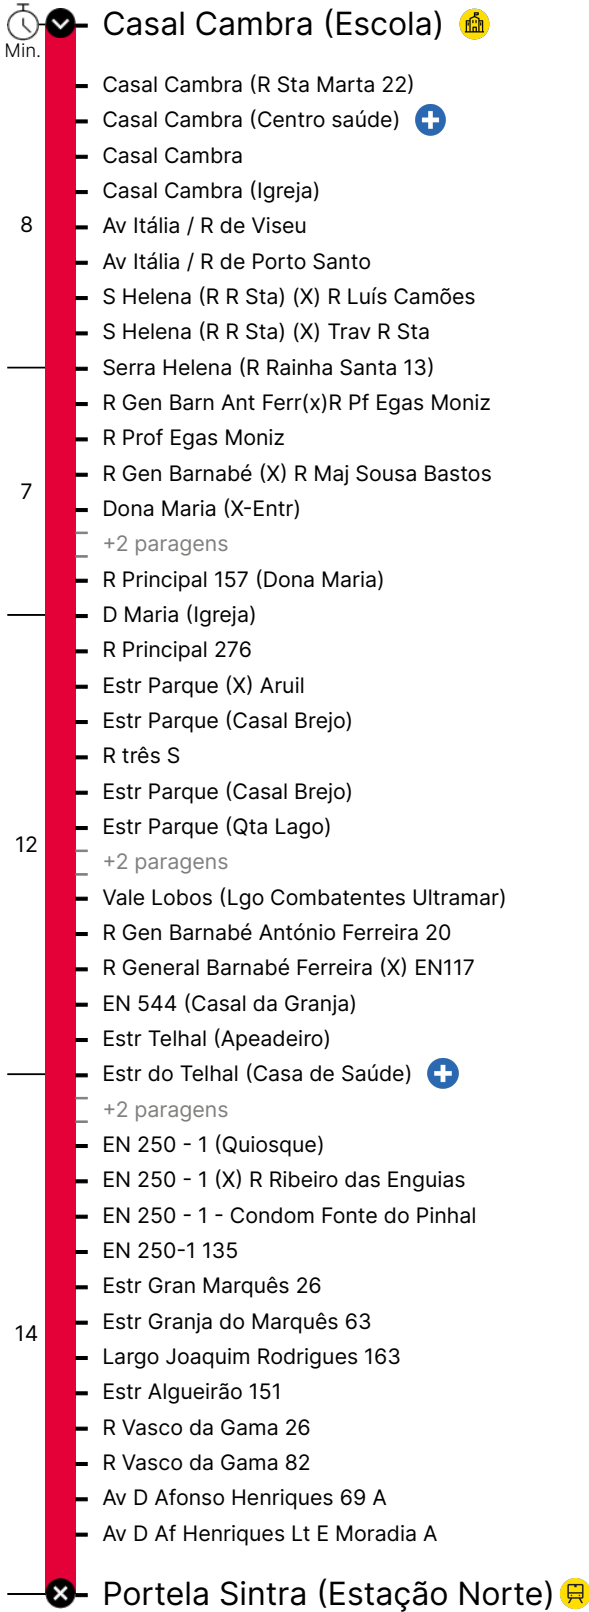 Casal Cambra (Escola)
Min.
Casal Cambra (R Sta Marta 22)
Casal Cambra (Centro saúde)
Casal Cambra
Casal Cambra (Igreja)
8
Av Itália / R de Viseu
Av Itália / R de Porto Santo
S Helena (R R Sta) (X) R Luís Camões
S Helena (R R Sta) (X) Trav R Sta
Serra Helena (R Rainha Santa 13)
R Gen Barn Ant Ferr(x)R Pf Egas Moniz
R Prof Egas Moniz
R Gen Barnabé (X) R Maj Sousa Bastos
7
Dona Maria (X-Entr)
+2 paragens
R Principal 157 (Dona Maria)
D Maria (Igreja)
R Principal 276
Estr Parque (X) Aruil
Estr Parque (Casal Brejo)
R três S
Estr Parque (Casal Brejo)
Estr Parque (Qta Lago)
12
+2 paragens
Vale Lobos (Lgo Combatentes Ultramar)
R Gen Barnabé António Ferreira 20
R General Barnabé Ferreira (X) EN117
EN 544 (Casal da Granja)
Estr Telhal (Apeadeiro)
Estr do Telhal (Casa de Saúde)
+2 paragens
EN 250 - 1 (Quiosque)
EN 250 - 1 (X) R Ribeiro das Enguias
EN 250 - 1 - Condom Fonte do Pinhal
EN 250-1 135
Estr Gran Marquês 26
Estr Granja do Marquês 63
14
Largo Joaquim Rodrigues 163
Estr Algueirão 151
R Vasco da Gama 26
R Vasco da Gama 82
Av D Afonso Henriques 69 A
Av D Af Henriques Lt E Moradia A
Portela Sintra (Estação Norte)